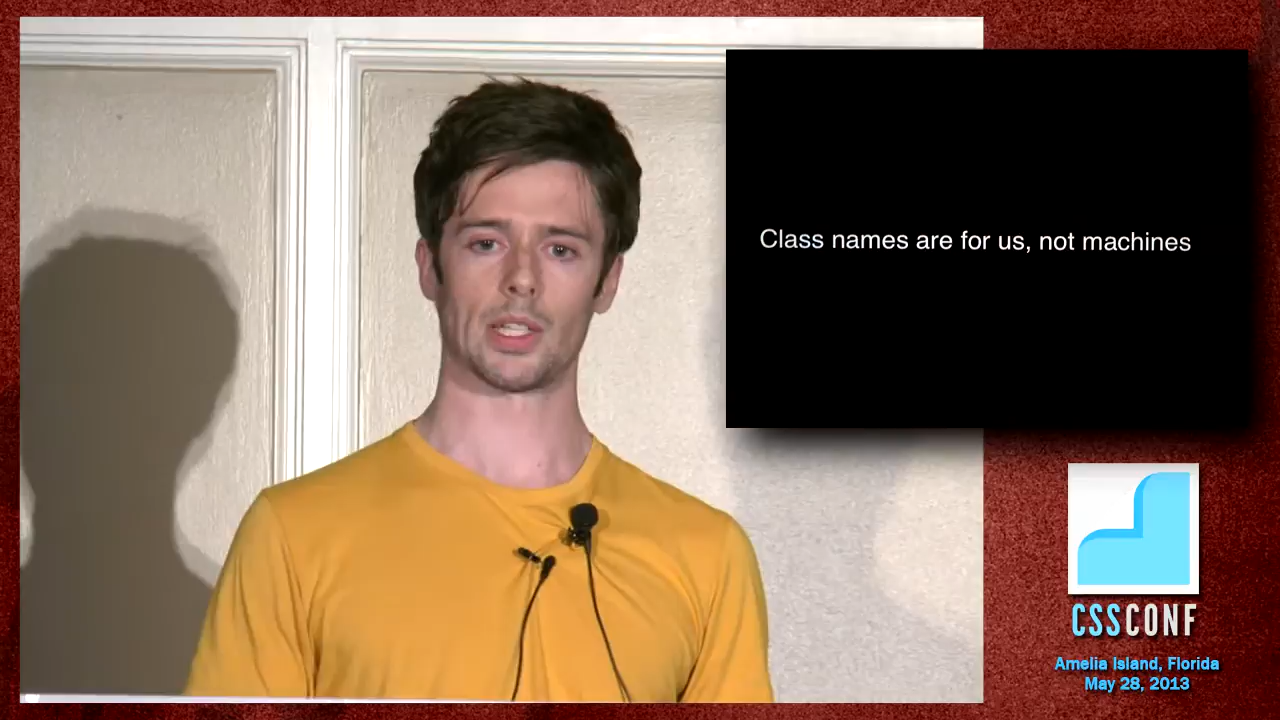 Class names are for us, not machines
CSSCONF
Amelia Island, Florida
May 28, 2013